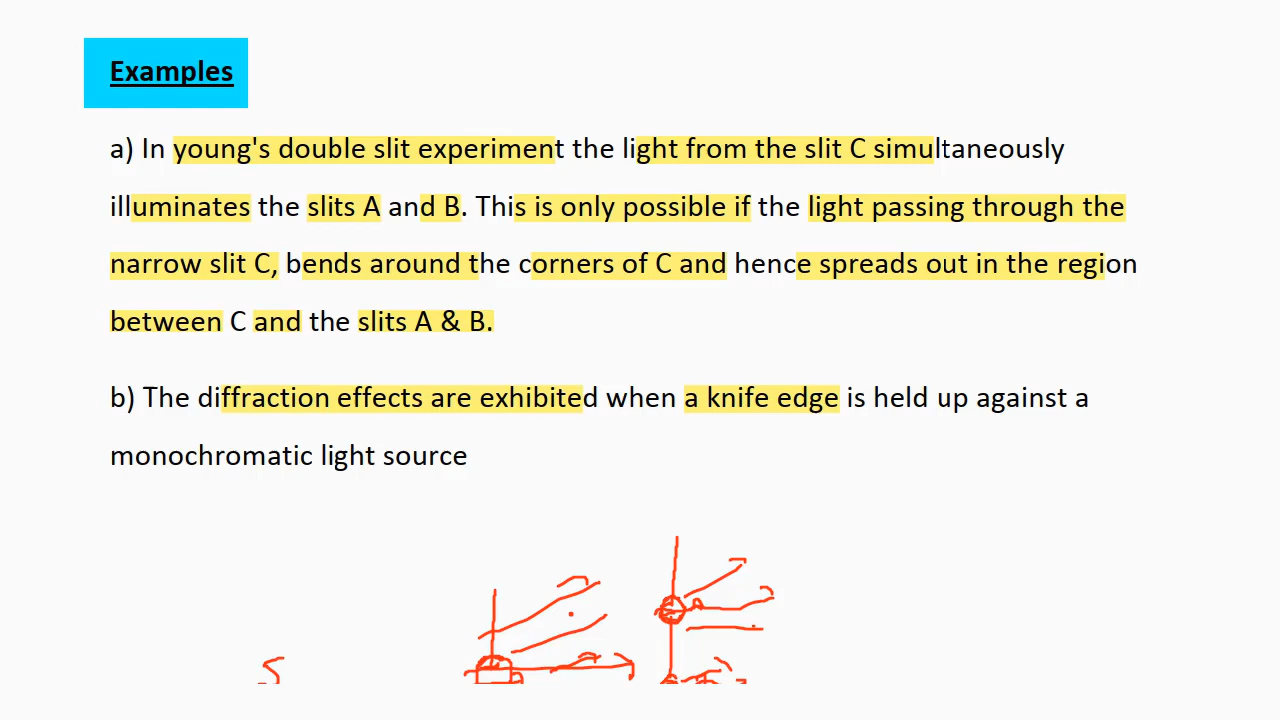 Examples
a) In young's double slit experiment the light from the slit C simultaneously
illuminates the slits A and B. This is only possible if the light passing through the
narrow slit C, bends around the corners of C and hence spreads out in the region
between C and the slits A & B.
b) The diffraction effects are exhibited when a knife edge is held up against a
monochromatic light source
A
S